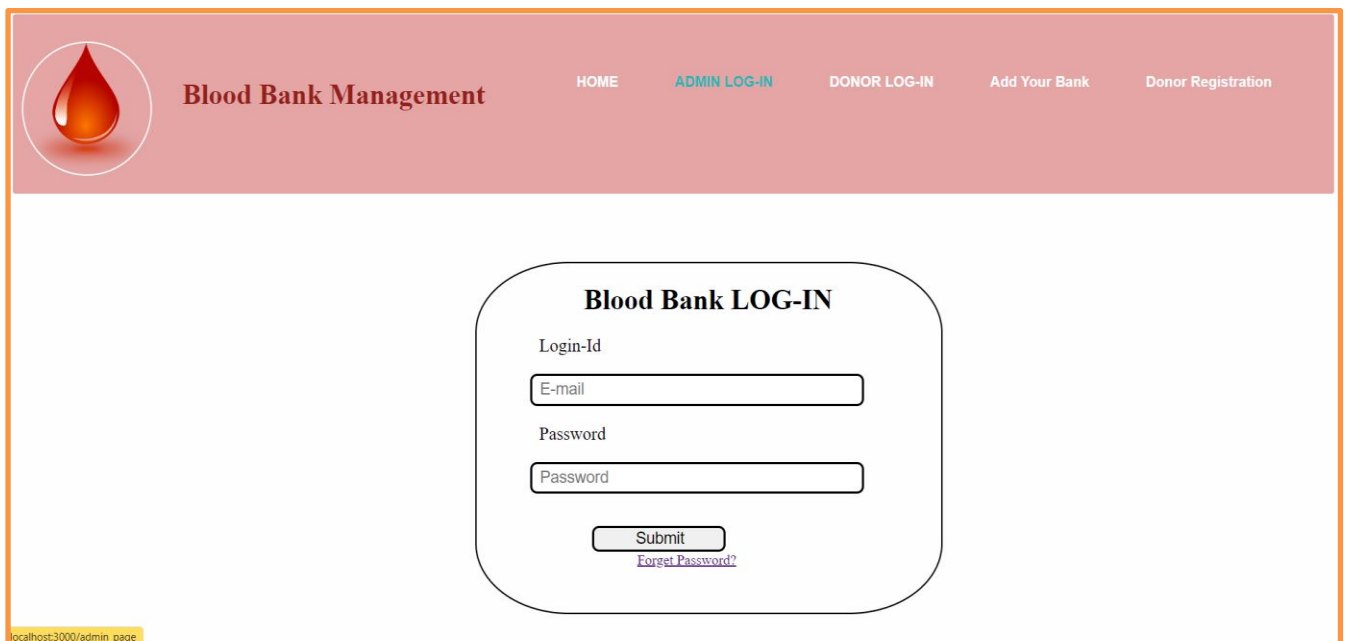 Blood Bank Management
HOME ADMIN LOG-IN DONOR LOG-IN Add Your Bank Donor Registration
Blood Bank LOG-IN
Login-Id
E-mail
Password
Password
Submit
Forget Password?
localhost:3000/admin_page